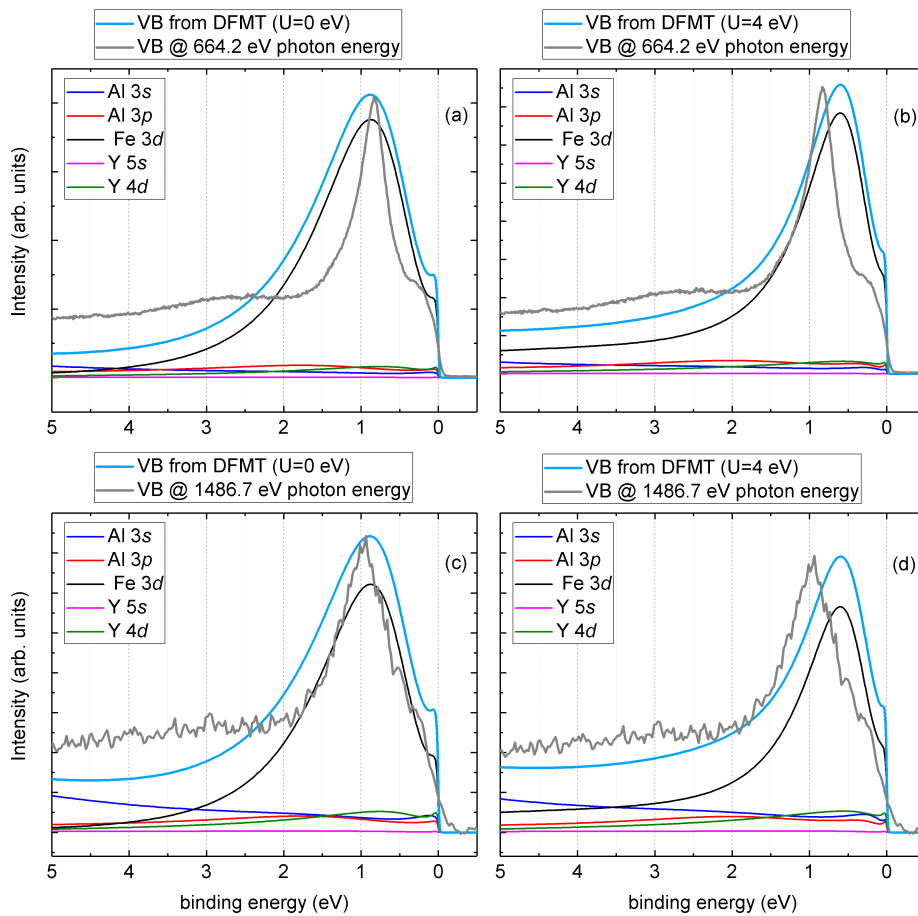 VB from DFMT (U=0 eV)
VB @ 664.2 eV photon energy
Al 3s
Al 3p
Fe 3d
Y 5s
Y 4d
(a)
Intensity (arb. units)
5 4 3 2 1 0
VB from DFMT (U=4 eV)
VB @ 664.2 eV photon energy
Al 3s
Al 3p
Fe 3d
Y 5s
Y 4d
(b)
5 4 3 2 1 0
VB from DFMT (U=0 eV)
VB @ 1486.7 eV photon energy
Al 3s
Al 3p
Fe 3d
Y 5s
Y 4d
(c)
Intensity (arb. units)
5 4 3 2 1 0
binding energy (eV)
VB from DFMT (U=4 eV)
VB @ 1486.7 eV photon energy
Al 3s
Al 3p
Fe 3d
Y 5s
Y 4d
(d)
5 4 3 2 1 0
binding energy (eV)